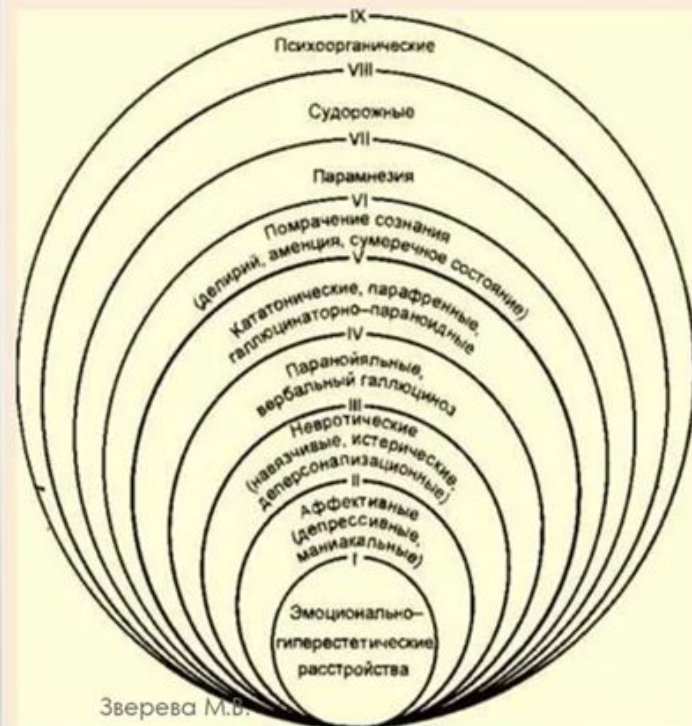 IX
Психоорганические
VIII
Судорожные
VII
Парамнезия
VI
Помрачение сознания
(делирий, аменция, сумеречное состояние)
V
Кататонические, парафренные,
галлюцинаторно-параноидные
IV
Паранойяльные,
вербальный галлюциноз
III
Невротические
(навязчивые, истерические,
деперсонализационные)
II
Аффективные
(депрессивные,
маниакальные)
I
Эмоционально-
гиперестетические
расстройства
Зверева М.В.